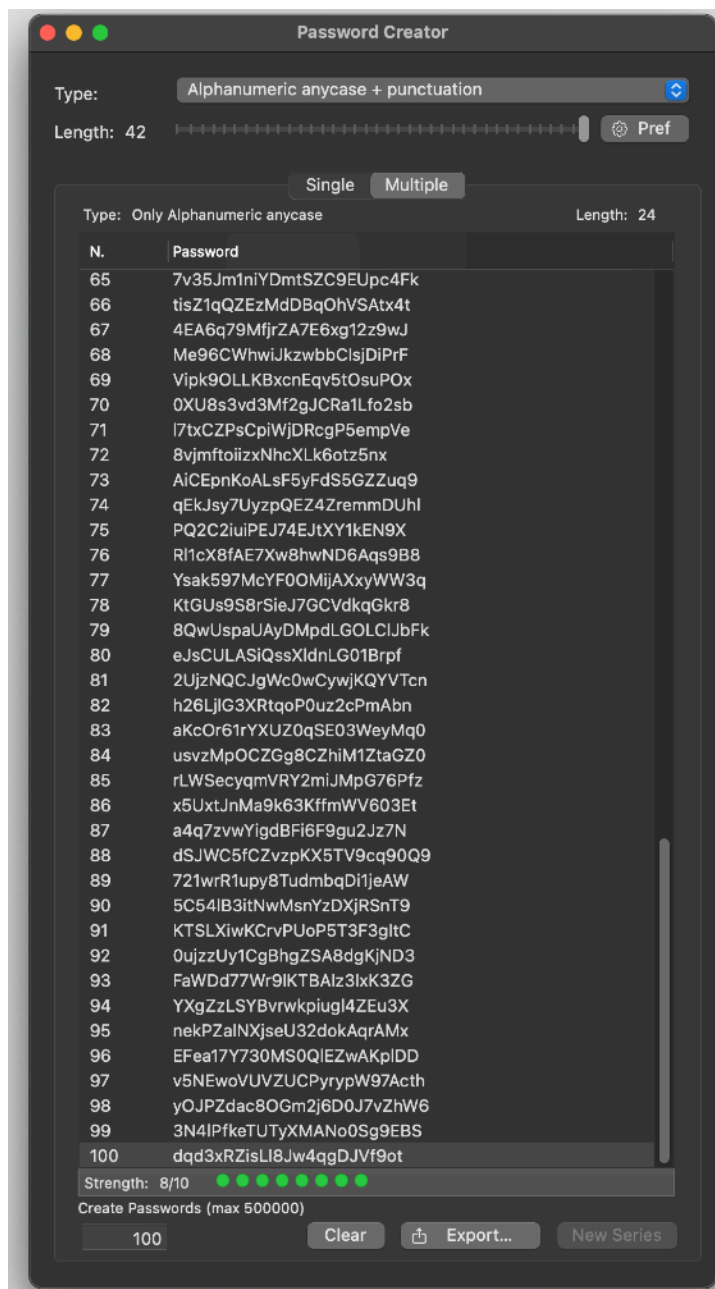 Password Creator
Type: Alphanumeric anycase + punctuation
Length: 42 Pref
Single Multiple
Type: Only Alphanumeric anycase Length: 24
N. Password
65 7v35Jm1niYDmtSZC9EUpc4Fk
66 tisZ1qQZEzMdDBqOhVSAtx4t
67 4EA6q79MfjrZA7E6xg12z9wJ
68 Me96CWhwiJkzwbbClsjDiPrF
69 Vipk9OLLKBxcnEqv5tOsuPOx
70 0XU8s3vd3Mf2gJCRa1Lfo2sb
71 l7txCZPsCpiWjDRcgP5empVe
72 8vjmftoiizxNhcXLk6otz5nx
73 AiCEpnKoALsF5yFdS5GZZuq9
74 qEkJsy7UyzpQEZ4ZremmDUhl
75 PQ2C2iuiPEJ74EJtXY1kEN9X
76 Rl1cX8fAE7Xw8hwND6Aqs9B8
77 Ysak597McYF0OMijAXxyWW3q
78 KtGUs9S8rSieJ7GCVdkqGkr8
79 8QwUspaUAyDMpdLGOLCIJbFk
80 eJsCULASiQssXldnLG01Brpf
81 2UjzNQCJgWc0wCywjKQYVTcn
82 h26LjlG3XRtqoP0uz2cPmAbn
83 aKcOr61rYXUZ0qSE03WeyMq0
84 usvzMpOCZGg8CZhiM1ZtaGZ0
85 rLWSecyqmVRY2miJMpG76Pfz
86 x5UxtJnMa9k63KffmWV603Et
87 a4q7zvwYigdBFi6F9gu2Jz7N
88 dSJWC5fCZvzpKX5TV9cq90Q9
89 721wrR1upy8TudmbqDi1jeAW
90 5C54lB3itNwMsnYzDXjRSnT9
91 KTSLXiwKCrvPUoP5T3F3gltC
92 0ujzzUy1CgBhgZSA8dgKjND3
93 FaWDd77Wr9lKTBAlz3lxK3ZG
94 YXgZzLSYBvrwkpiugl4ZEu3X
95 nekPZalNXjseU32dokAqrAMx
96 EFea17Y730MS0QlEZwAKplDD
97 v5NEwoVUVZUCPyrypW97Acth
98 yOJPZdac8OGm2j6D0J7vZhW6
99 3N4lPfkeTUTyXMANo0Sg9EBS
100 dqd3xRZisLl8Jw4qgDJVf9ot
Strength: 8/10
Create Passwords (max 500000)
100 Clear Export... New Series